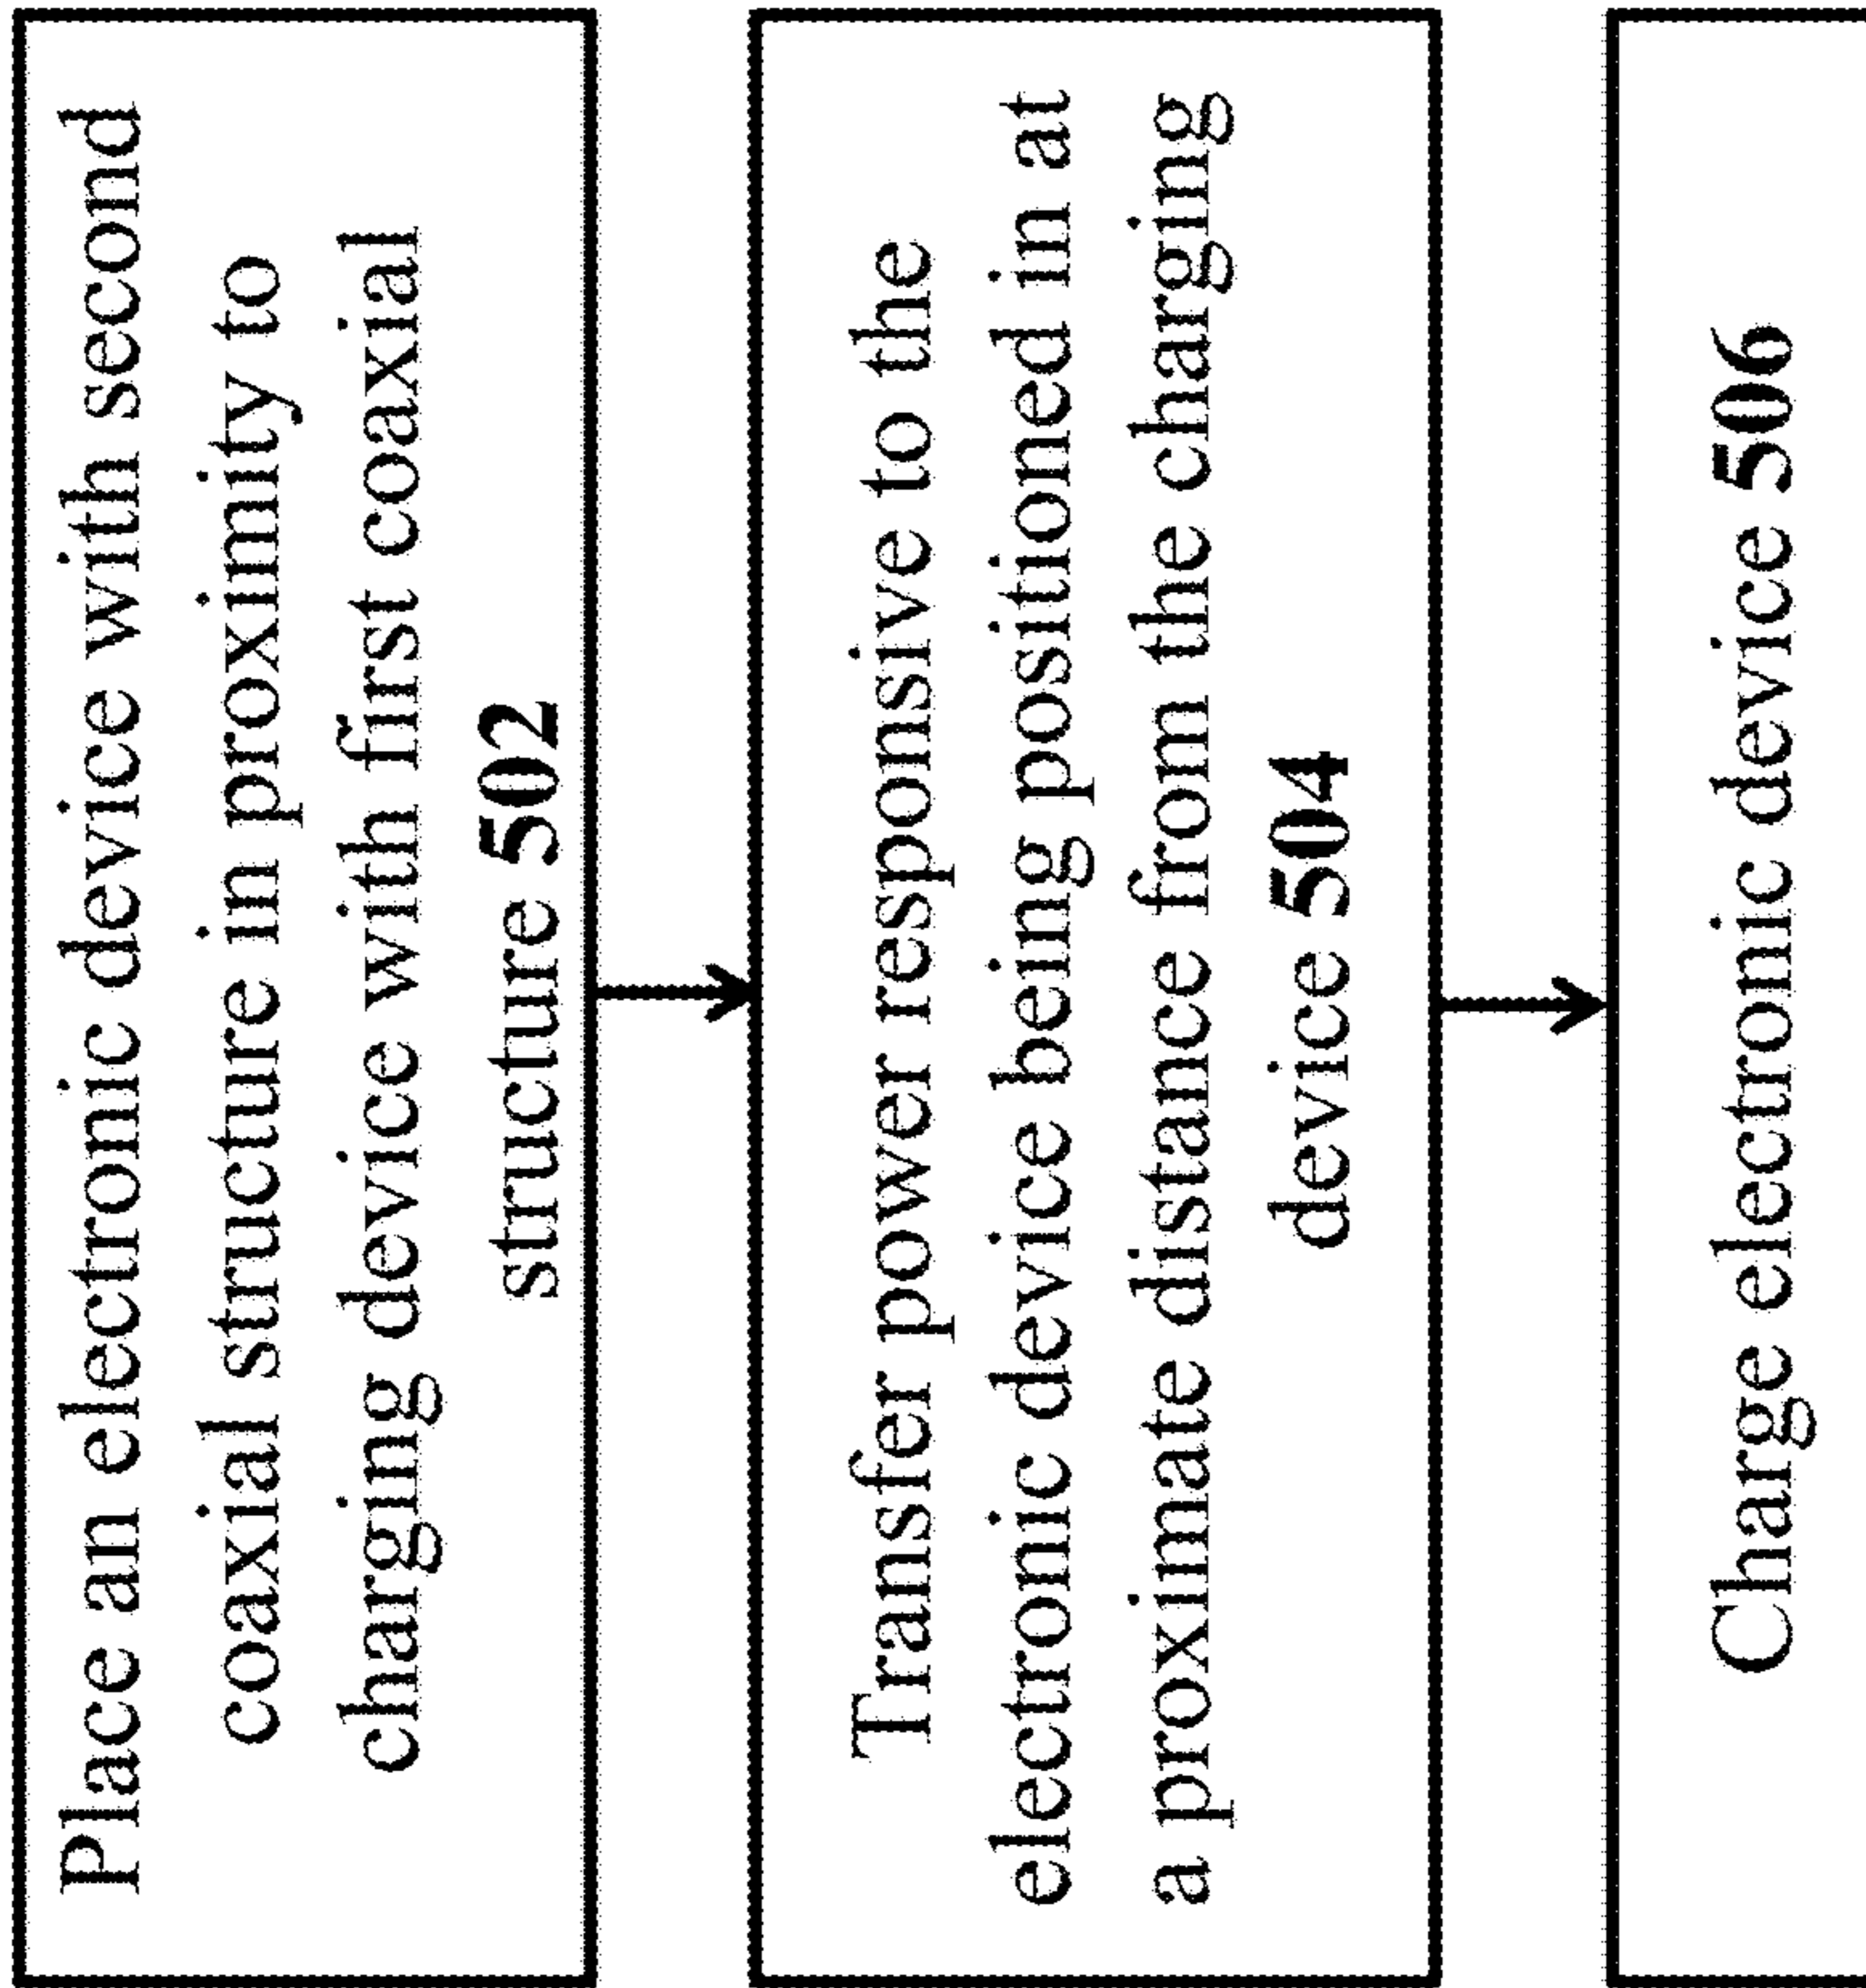 Place an electronic device with second
coaxial structure in proximity to
charging device with first coaxial
structure 502
Transfer power responsive to the
electronic device being positioned in at
a proximate distance from the charging
device 504
Charge electronic device 506